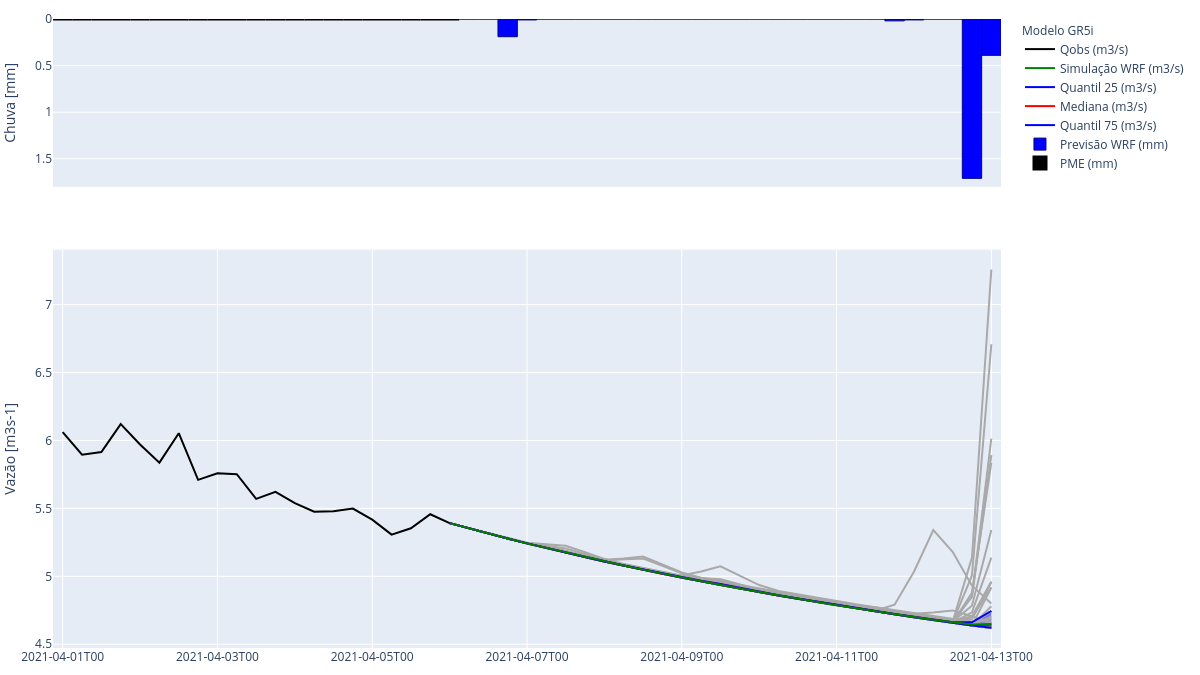 Chuva [mm]
0
0.5
1
1.5
Modelo GR5i
Qobs (m3/s)
Simulação WRF (m3/s)
Quantil 25 (m3/s)
Mediana (m3/s)
Quantil 75 (m3/s)
Previsão WRF (mm)
PME (mm)
Vazão [m3s-1]
7
6.5
6
5.5
5
4.5
2021-04-01T00 2021-04-03T00 2021-04-05T00 2021-04-07T00 2021-04-09T00 2021-04-11T00 2021-04-13T00